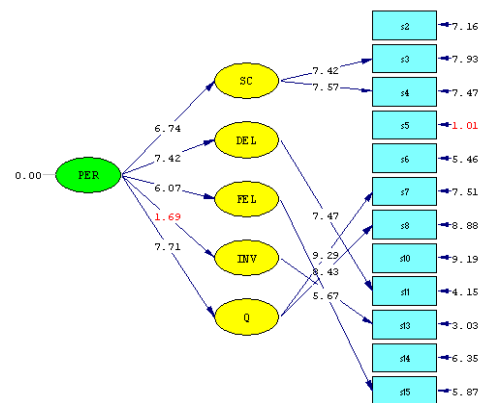 s2
7.16
s3
7.93
7.42
SC
7.57
s4
7.47
6.74
s5
1.01
7.42
DEL
s6
5.46
0.00
PER
6.07
FEL
s7
7.51
1.69
7.47
s8
8.88
7.71
INV
9.29
s10
9.19
8.43
5.67
s11
4.15
Q
s13
3.03
s14
6.35
s15
5.87